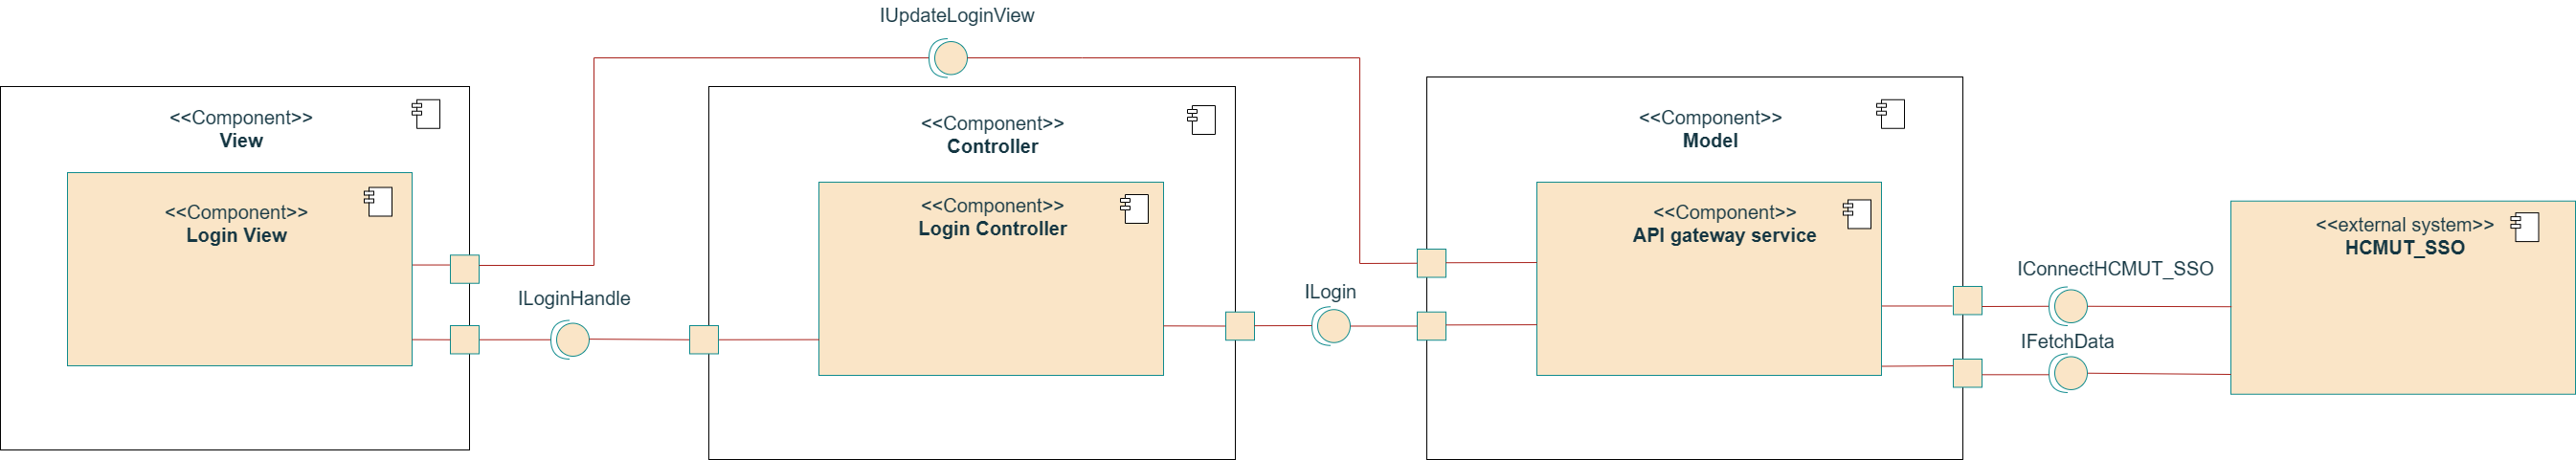 IUpdateLoginView
<<Component>>
View
<<Component>>
Login View
ILoginHandle
<<Component>>
Controller
<<Component>>
Login Controller
ILogin
<<Component>>
Model
<<Component>>
API gateway service
IConnectHCMUT_SSO
IFetchData
<<external system>>
HCMUT_SSO